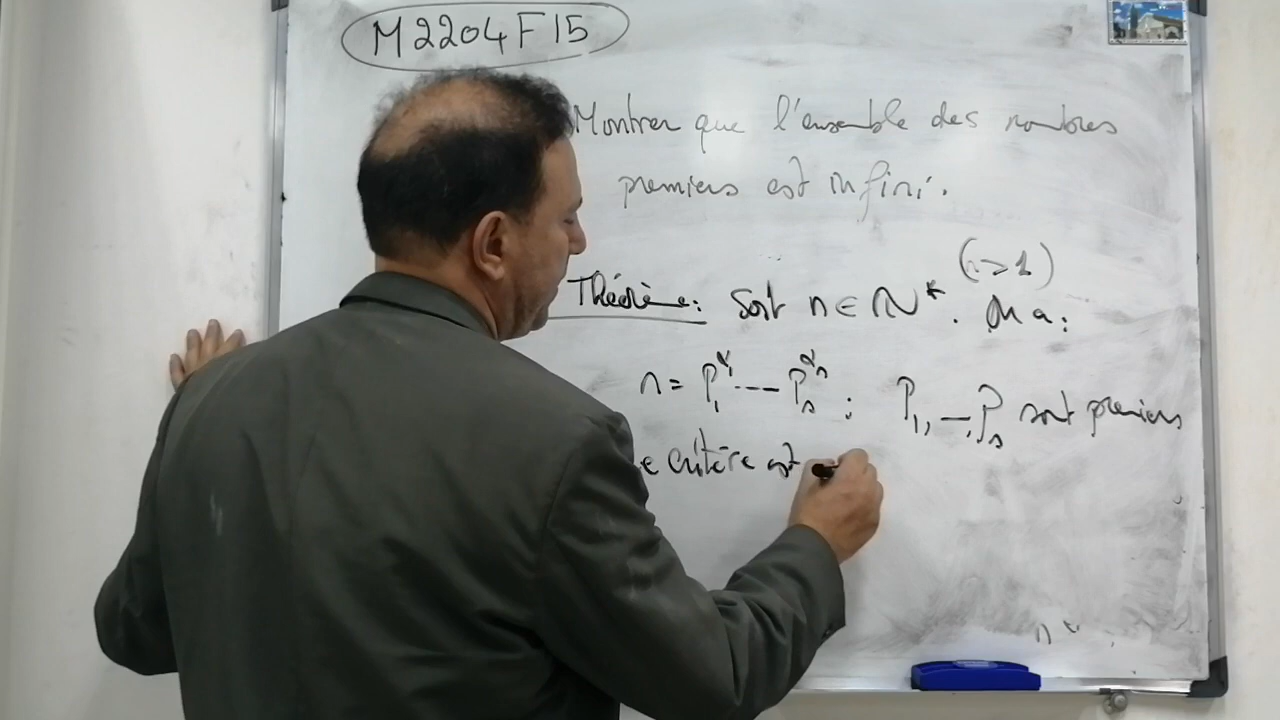 M2204F15
Montrer que l'ensemble des nombres
premiers est infini.
(n>1)
Théorème: Soit n ∈ ℕ*. On a:
n = P₁^α₁ ---- Pₛ^αₛ ; P₁, —, Pₛ sont premiers
e critère est